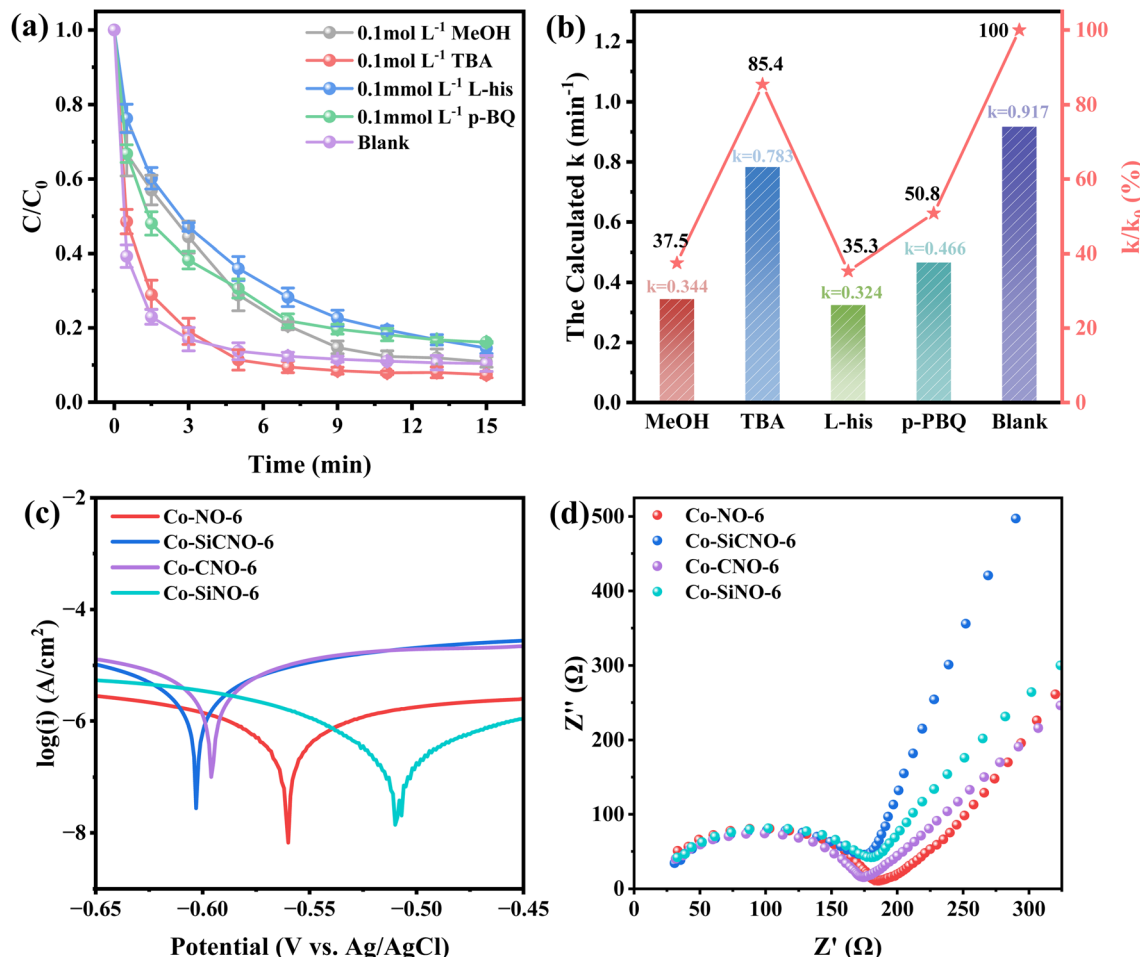 (a)
C/C0
1.0
0.8
0.6
0.4
0.2
0.0
0.1mol L⁻¹ MeOH
0.1mol L⁻¹ TBA
0.1mmol L⁻¹ L-his
0.1mmol L⁻¹ p-BQ
Blank
0 3 6 9 12 15
Time (min)
(b)
The Calculated k (min⁻¹)
1.2
1.0
0.8
0.6
0.4
0.2
0.0
37.5
85.4
35.3
50.8
100
k=0.344
k=0.783
k=0.324
k=0.466
k=0.917
MeOH TBA L-his p-PBQ Blank
100
80
60
40
20
0
k/k0 (%)
(c)
log(i) (A/cm²)
−2
−4
−6
−8
Co-NO-6
Co-SiCNO-6
Co-CNO-6
Co-SiNO-6
−0.65 −0.60 −0.55 −0.50 −0.45
Potential (V vs. Ag/AgCl)
(d)
Z'' (Ω)
500
400
300
200
100
0
Co-NO-6
Co-SiCNO-6
Co-CNO-6
Co-SiNO-6
0 50 100 150 200 250 300
Z' (Ω)